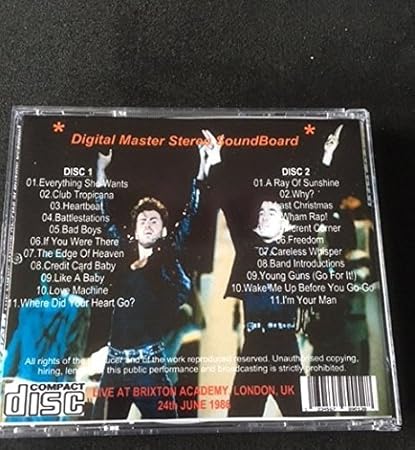 * Digital Master Stereo SoundBoard *
DISC 1
01.Everything She Wants
02.Club Tropicana
03.Heartbeat
04.Battlestations
05.Bad Boys
06.If You Were There
07.The Edge Of Heaven
08.Credit Card Baby
09.Like A Baby
10.Love Machine
11.Where Did Your Heart Go?
DISC 2
01.A Ray Of Sunshine
02.Why?
Last Christmas
Wham Rap!
Different Corner
06.Freedom
07.Careless Whisper
08.Band Introductions
09.Young Guns (Go For It!)
10.Wake Me Up Before You Go-Go
11.I'm Your Man
All rights of the producer and of the work reproduced reserved. Unauthorised copying,
hiring, lending of this public performance and broadcasting is strictly prohibited.
COMPACT
disc
LIVE AT BRIXTON ACADEMY, LONDON, UK
24th JUNE 1986